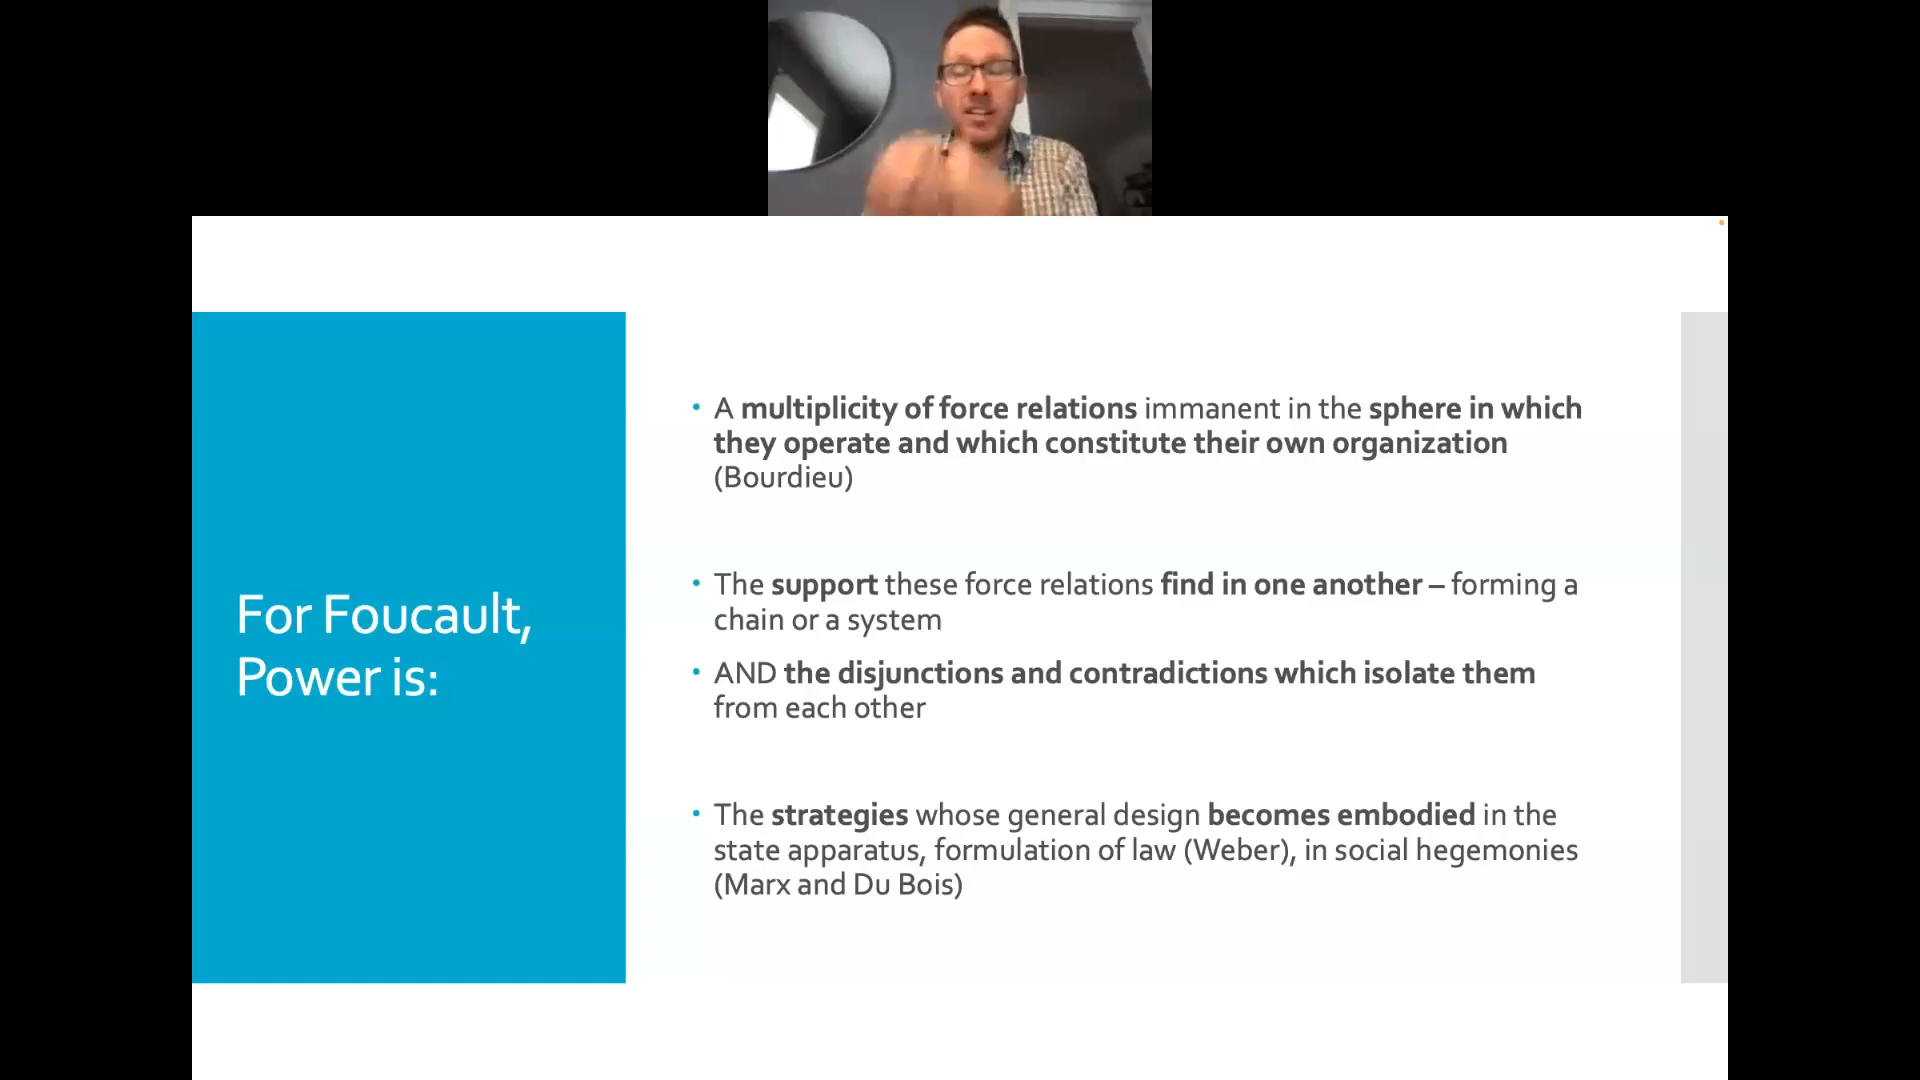 For Foucault,
Power is:
• A multiplicity of force relations immanent in the sphere in which
they operate and which constitute their own organization
(Bourdieu)
• The support these force relations find in one another – forming a
chain or a system
• AND the disjunctions and contradictions which isolate them
from each other
• The strategies whose general design becomes embodied in the
state apparatus, formulation of law (Weber), in social hegemonies
(Marx and Du Bois)